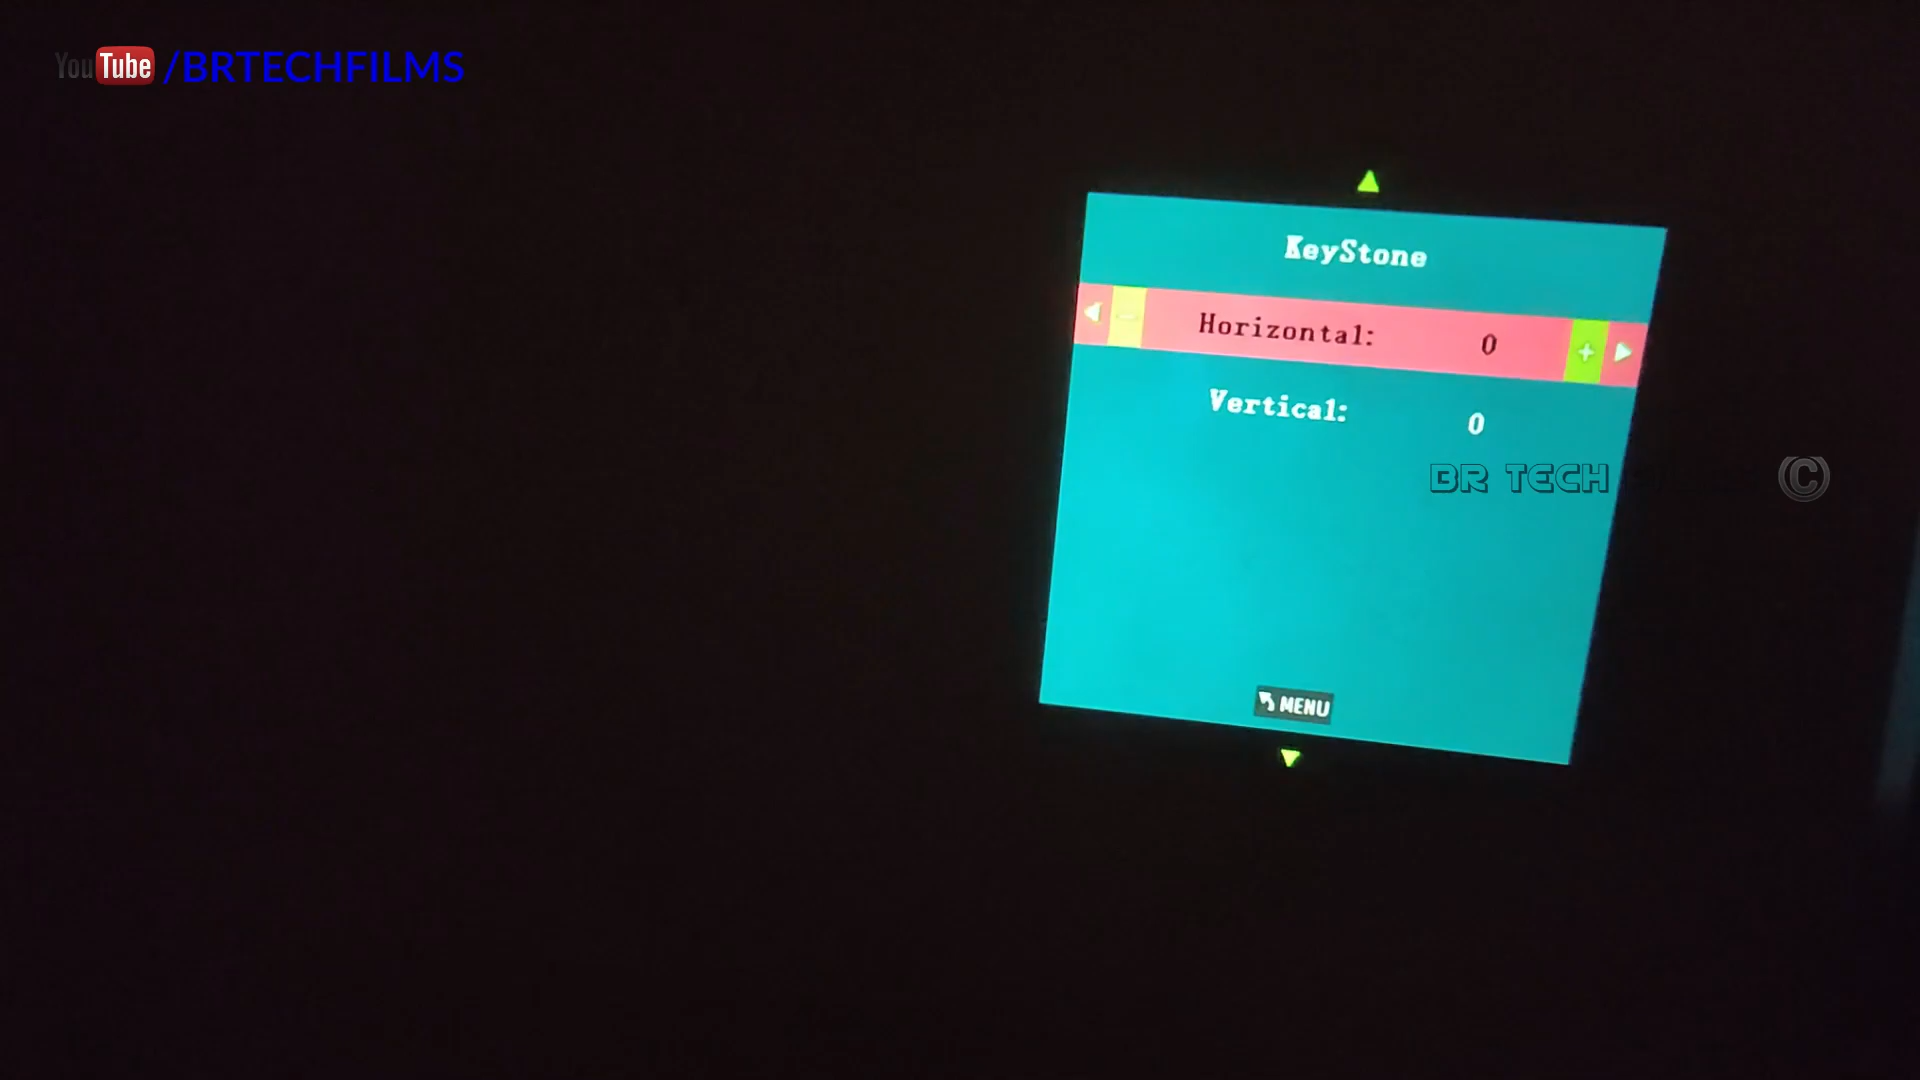 YouTube /BRTECHFILMS
KeyStone
- Horizontal: 0 +
Vertical: 0
BR TECH ©
MENU